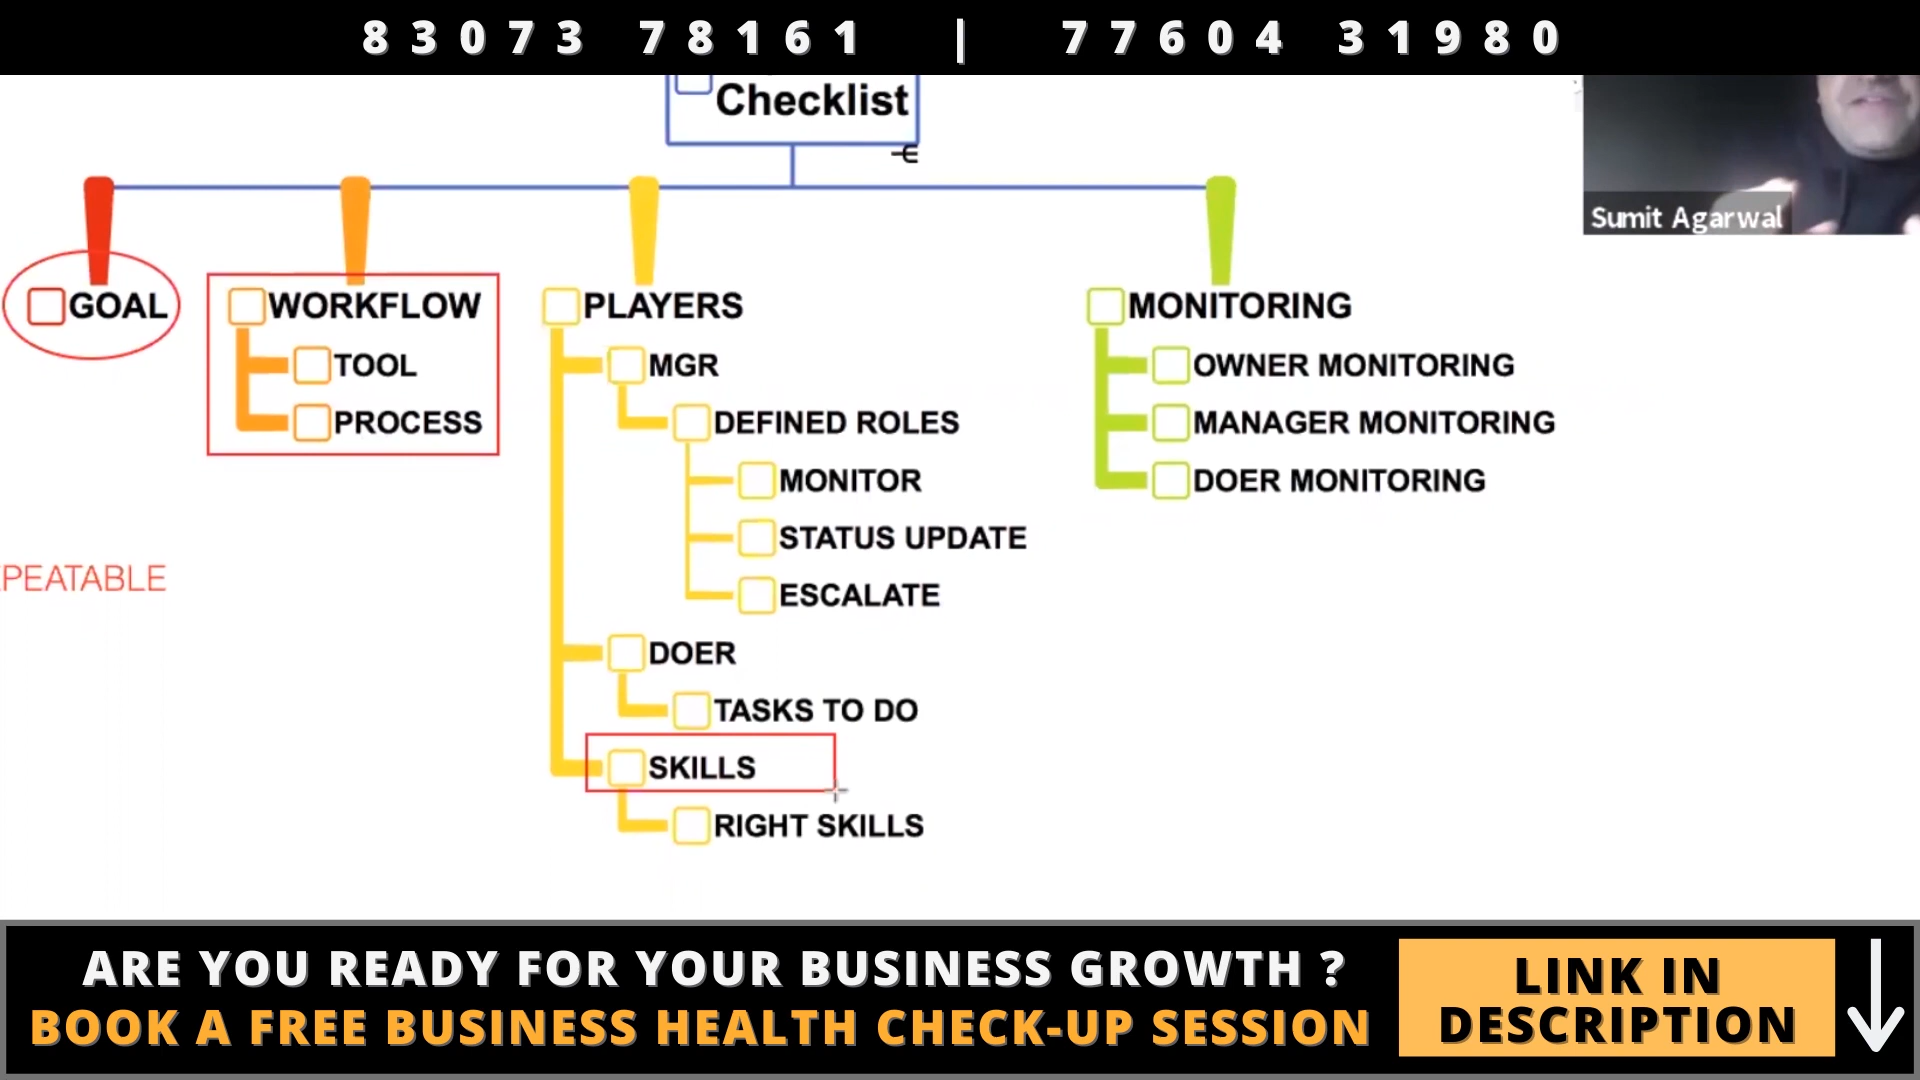 83073 78161 | 77604 31980
Checklist
Sumit Agarwal
GOAL
WORKFLOW
TOOL
PROCESS
PLAYERS
MGR
DEFINED ROLES
MONITOR
STATUS UPDATE
ESCALATE
DOER
TASKS TO DO
SKILLS
RIGHT SKILLS
MONITORING
OWNER MONITORING
MANAGER MONITORING
DOER MONITORING
PEATABLE
ARE YOU READY FOR YOUR BUSINESS GROWTH ?
BOOK A FREE BUSINESS HEALTH CHECK-UP SESSION
LINK IN
DESCRIPTION